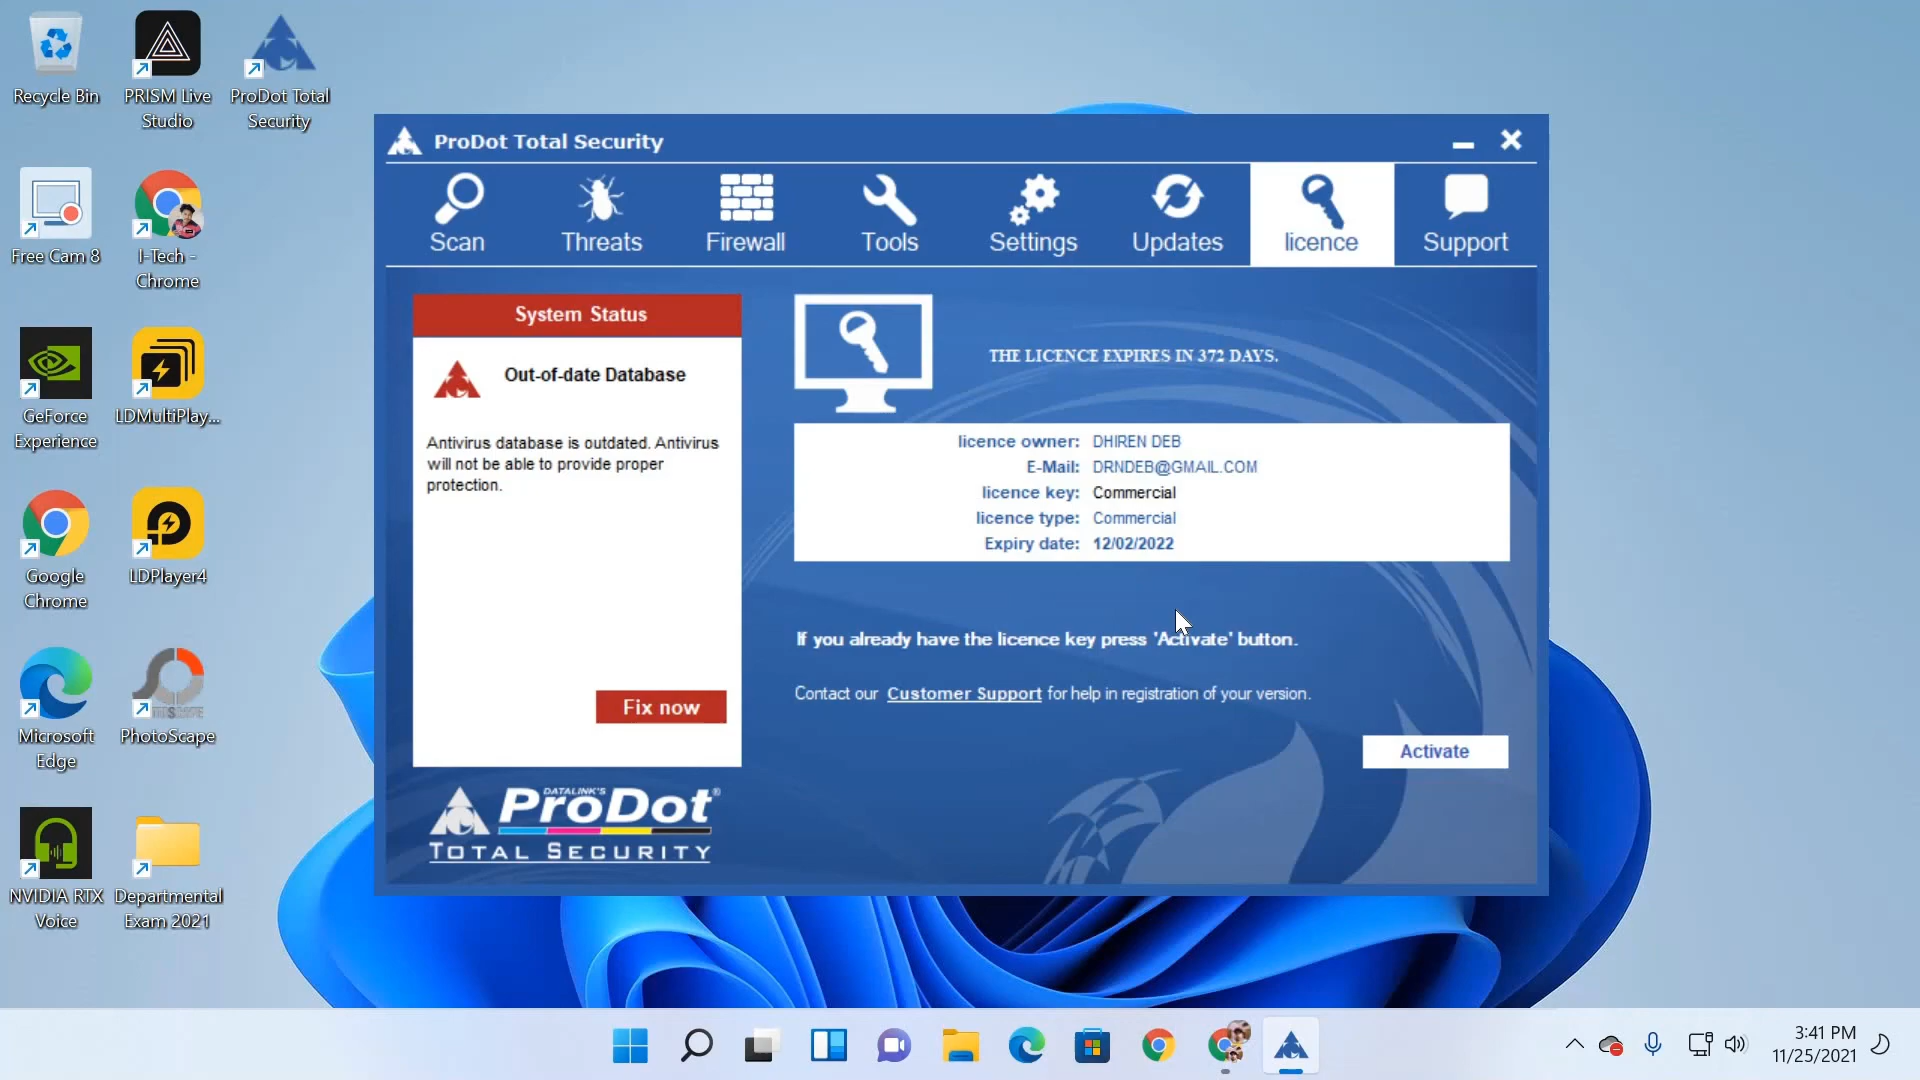 Recycle Bin
PRISM Live
Studio
ProDot Total
Security
Free Cam 8
I-Tech -
Chrome
GeForce
Experience
LDMultiPlay...
Google
Chrome
LDPlayer4
Microsoft
Edge
PhotoScape
NVIDIA RTX
Voice
Departmental
Exam 2021
ProDot Total Security
Scan
Threats
Firewall
Tools
Settings
Updates
licence
Support
System Status
Out-of-date Database
Antivirus database is outdated. Antivirus
will not be able to provide proper
protection.
Fix now
DATALINK'S
ProDot®
TOTAL SECURITY
THE LICENCE EXPIRES IN 372 DAYS.
licence owner: DHIREN DEB
E-Mail: DRNDEB@GMAIL.COM
licence key: Commercial
licence type: Commercial
Expiry date: 12/02/2022
If you already have the licence key press 'Activate' button.
Contact our Customer Support for help in registration of your version.
Activate
3:41 PM
11/25/2021